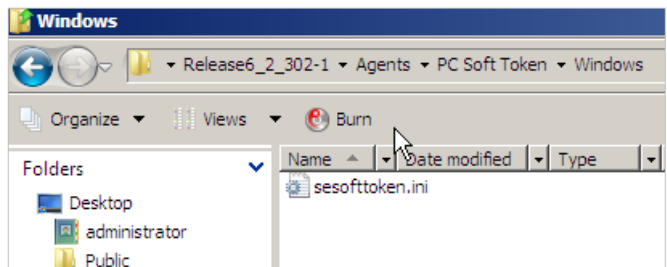 Windows
Release6_2_302-1 Agents PC Soft Token Windows
Organize Views Burn
Folders
Name Date modified Type
Desktop
sesofttoken.ini
administrator
Public